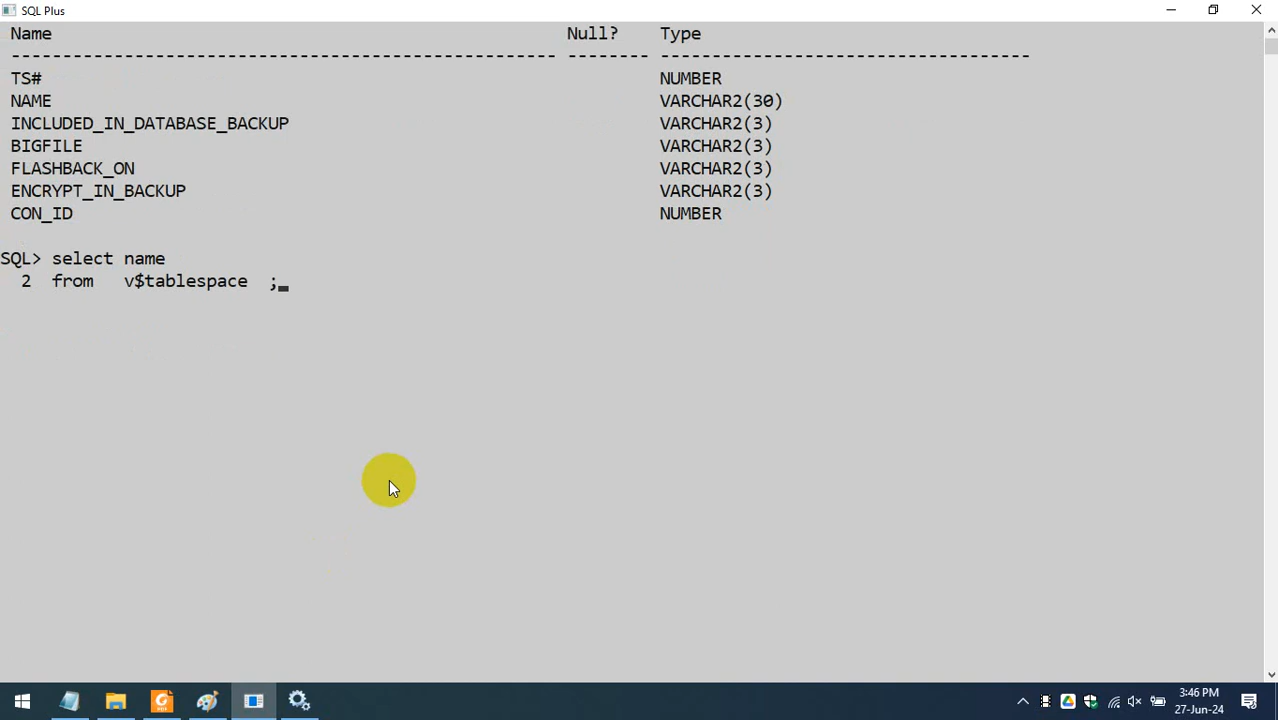 SQL Plus
Name Null? Type
----------------------------------------------------- -------- ------------------------------------
TS# NUMBER
NAME VARCHAR2(30)
INCLUDED_IN_DATABASE_BACKUP VARCHAR2(3)
BIGFILE VARCHAR2(3)
FLASHBACK_ON VARCHAR2(3)
ENCRYPT_IN_BACKUP VARCHAR2(3)
CON_ID NUMBER
SQL> select name
2 from v$tablespace ;
3:46 PM
27-Jun-24